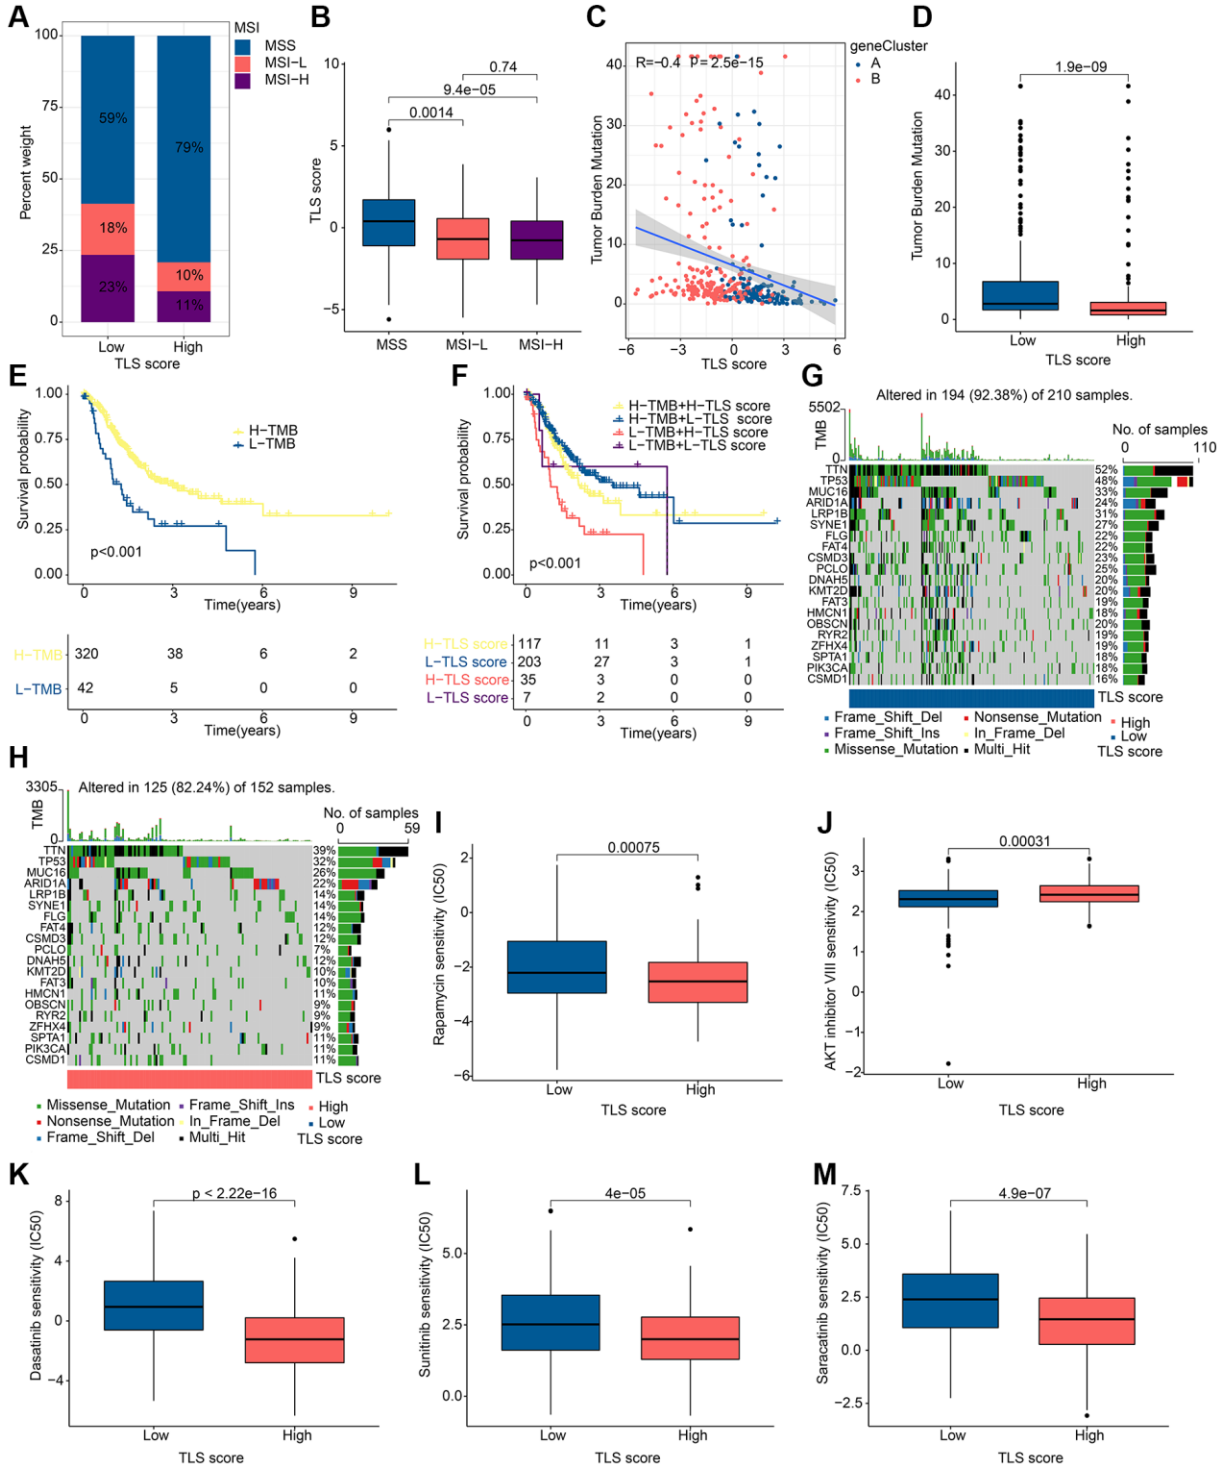 A
MSI
MSS
MSI-L
MSI-H
Percent weight
100
75
50
25
0
59%
18%
23%
79%
10%
11%
Low
High
TLS score
B
TLS score
10
5
0
-5
0.74
9.4e-05
0.0014
MSS
MSI-L
MSI-H
C
geneCluster
A
B
R=-0.4 P=2.5e-15
Tumor Burden Mutation
40
30
20
10
0
-6
-3
0
3
6
TLS score
D
1.9e-09
Tumor Burden Mutation
40
30
20
10
0
Low
High
TLS score
E
Survival probability
1.00
0.75
0.50
0.25
0.00
H-TMB
L-TMB
p<0.001
0 3 6 9
Time(years)
H-TMB 320 38 6 2
L-TMB 42 5 0 0
0 3 6 9
Time(years)
F
Survival probability
1.00
0.75
0.50
0.25
0.00
H-TMB+H-TLS score
H-TMB+L-TLS score
L-TMB+H-TLS score
L-TMB+L-TLS score
p<0.001
0 3 6 9
Time(years)
H-TLS score 117 11 3 1
L-TLS score 203 27 3 1
H-TLS score 35 3 0 0
L-TLS score 7 2 0 0
0 3 6 9
Time(years)
G
Altered in 194 (92.38%) of 210 samples.
5502
0
TMB
No. of samples
0 110
TTN 52%
TP53 48%
MUC16 33%
ARID1A 24%
LRP1B 31%
SYNE1 27%
FLG 22%
FAT4 22%
CSMD3 23%
PCLO 25%
DNAH5 20%
KMT2D 20%
FAT3 19%
HMCN1 18%
OBSCN 20%
RYR2 19%
ZFHX4 19%
SPTA1 18%
PIK3CA 18%
CSMD1 16%
TLS score
Frame_Shift_Del
Frame_Shift_Ins
Missense_Mutation
Nonsense_Mutation
In_Frame_Del
Multi_Hit
High
Low
TLS score
H
Altered in 125 (82.24%) of 152 samples.
3305
0
TMB
No. of samples
0 59
TTN 39%
TP53 32%
MUC16 26%
ARID1A 22%
LRP1B 14%
SYNE1 14%
FLG 14%
FAT4 12%
CSMD3 12%
PCLO 7%
DNAH5 12%
KMT2D 10%
FAT3 10%
HMCN1 11%
OBSCN 9%
RYR2 9%
ZFHX4 9%
SPTA1 11%
PIK3CA 11%
CSMD1 11%
TLS score
Missense_Mutation
Nonsense_Mutation
Frame_Shift_Del
Frame_Shift_Ins
In_Frame_Del
Multi_Hit
High
Low
TLS score
I
0.00075
Rapamycin sensitivity (IC50)
2
0
-2
-4
-6
Low
High
TLS score
J
0.00031
AKT inhibitor VIII sensitivity (IC50)
3
2
1
0
-1
-2
Low
High
TLS score
K
p < 2.22e-16
Dasatinib sensitivity (IC50)
8
4
0
-4
Low
High
TLS score
L
4e-05
Sunitinib sensitivity (IC50)
5.0
2.5
0.0
Low
High
TLS score
M
4.9e-07
Saracatinib sensitivity (IC50)
7.5
5.0
2.5
0.0
-2.5
Low
High
TLS score